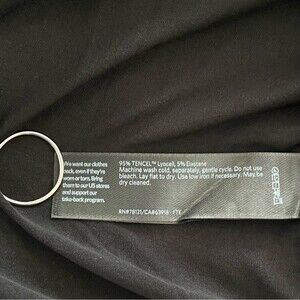 We want our clothes
back, even if they're
worn or torn. Bring
them to our US stores
and support our
take-back program.
95% TENCEL™ Lyocell, 5% Elastane
Machine wash cold, separately, gentle cycle. Do not use
bleach. Lay flat to dry. Use low iron if necessary. May be
dry cleaned.
RN#78121/CA#63918